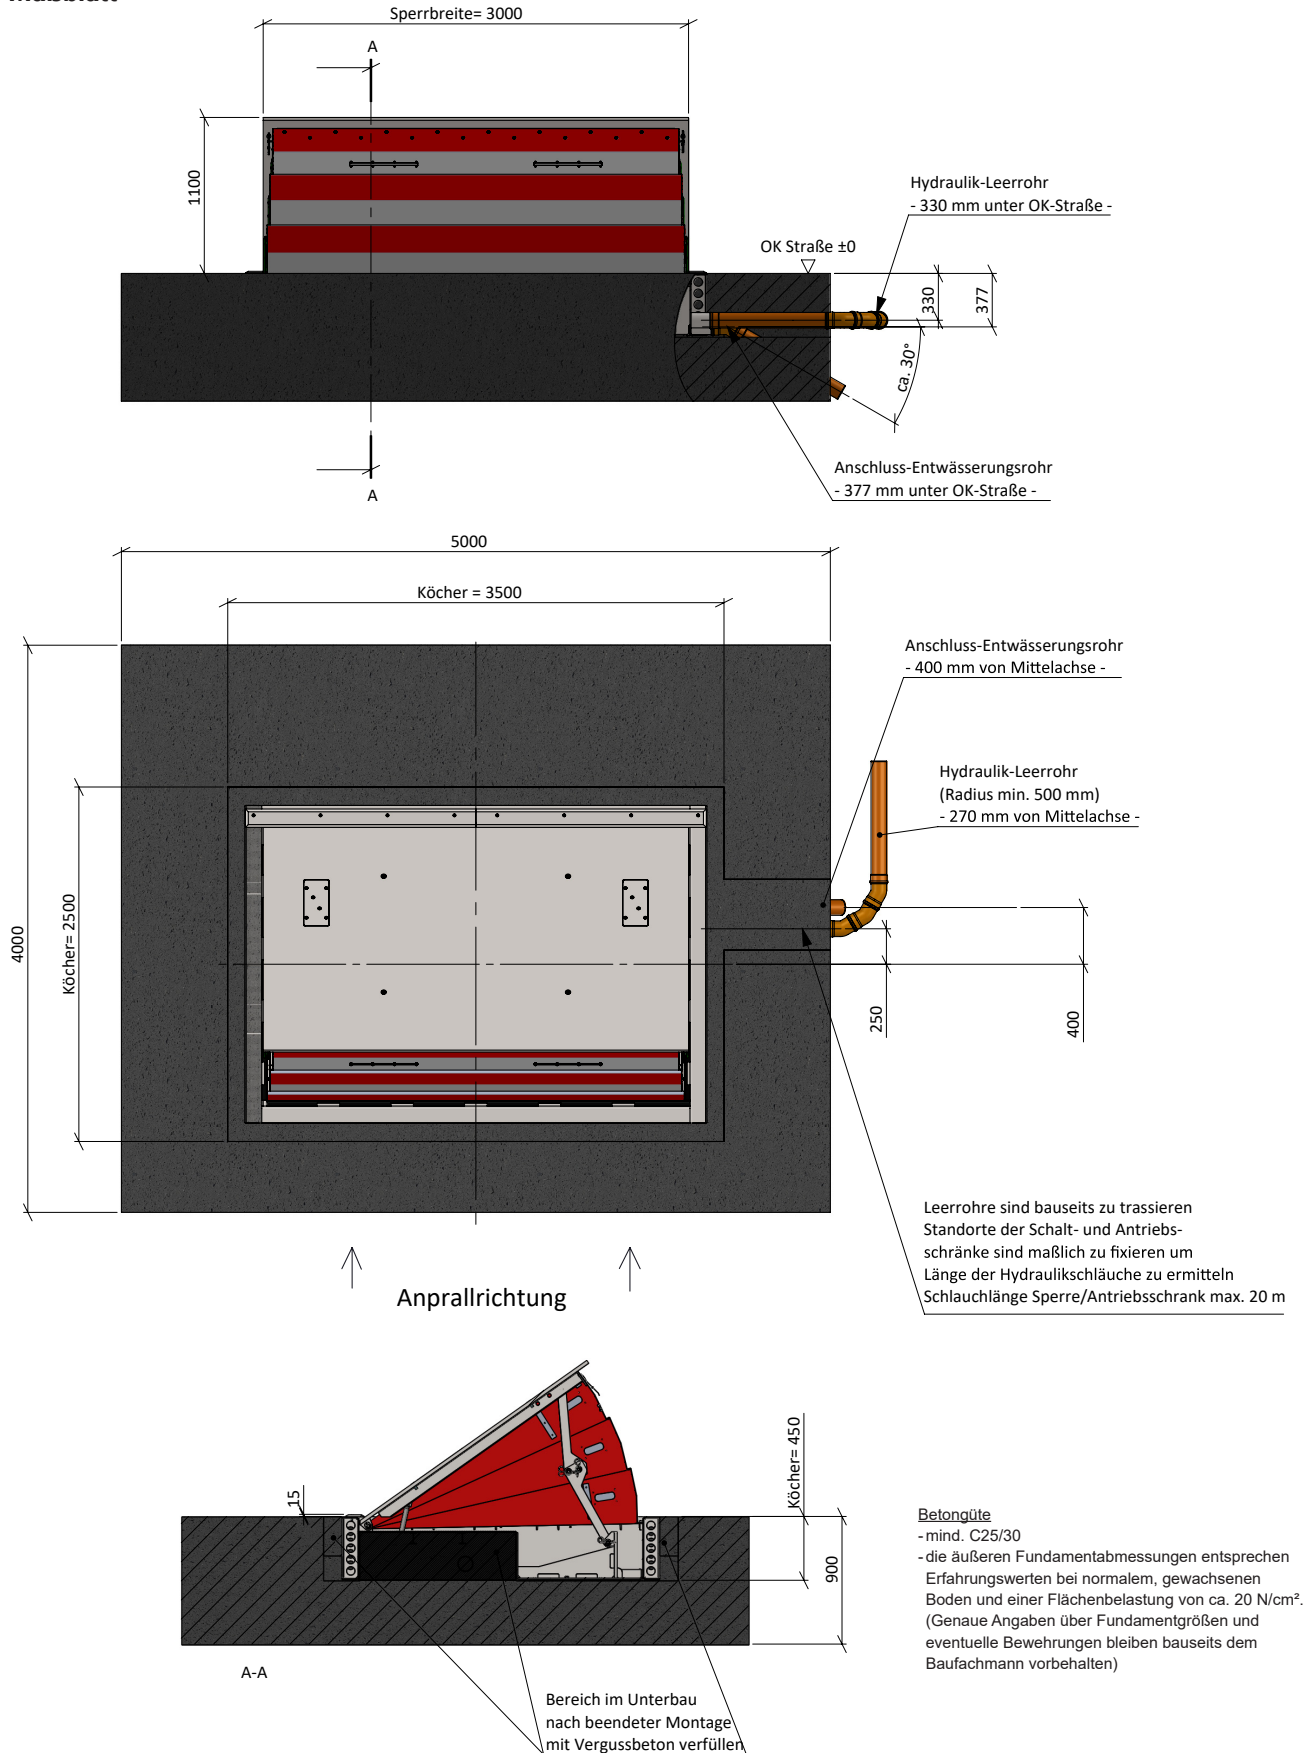 Maßblatt
Sperrbreite= 3000
A
1100
Hydraulik-Leerrohr
- 330 mm unter OK-Straße -
OK Straße ±0
330
377
ca. 30°
Anschluss-Entwässerungsrohr
- 377 mm unter OK-Straße -
A
5000
Köcher = 3500
Anschluss-Entwässerungsrohr
- 400 mm von Mittelachse -
Hydraulik-Leerrohr
(Radius min. 500 mm)
- 270 mm von Mittelachse -
4000
Köcher= 2500
250
400
Leerrohre sind bauseits zu trassieren
Standorte der Schalt- und Antriebs-
schränke sind maßlich zu fixieren um
Länge der Hydraulikschläuche zu ermitteln
Schlauchlänge Sperre/Antriebsschrank max. 20 m
Anprallrichtung
15
Köcher= 450
900
A-A
Bereich im Unterbau
nach beendeter Montage
mit Vergussbeton verfüllen
Betongüte
- mind. C25/30
- die äußeren Fundamentabmessungen entsprechen
Erfahrungswerten bei normalem, gewachsenen
Boden und einer Flächenbelastung von ca. 20 N/cm².
(Genaue Angaben über Fundamentgrößen und
eventuelle Bewehrungen bleiben bauseits dem
Baufachmann vorbehalten)